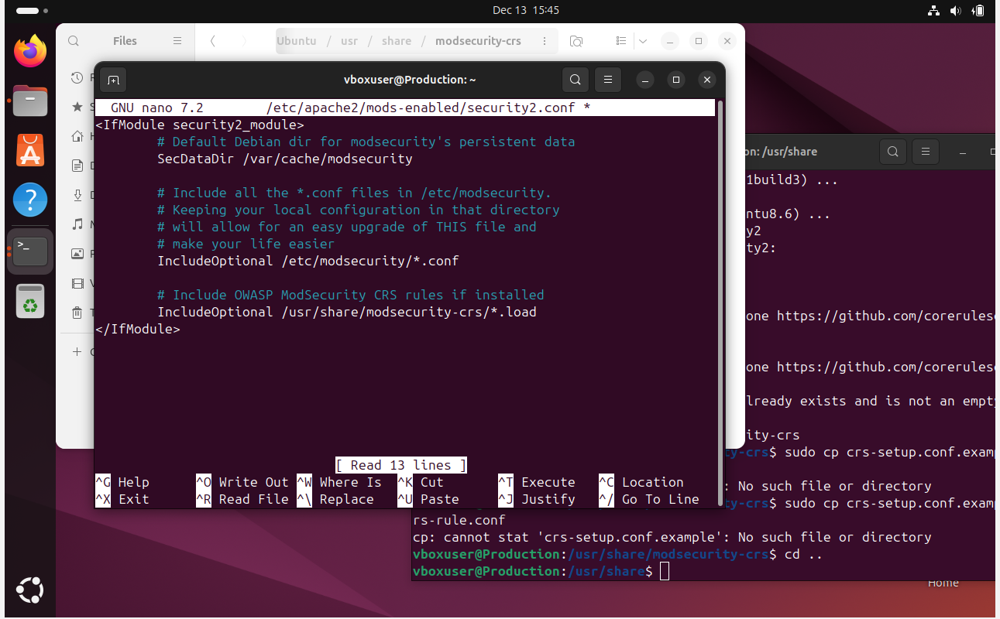 Dec 13 15:45
Files
Ubuntu / usr / share / modsecurity-crs
vboxuser@Production: ~
GNU nano 7.2 /etc/apache2/mods-enabled/security2.conf *
<IfModule security2_module>
# Default Debian dir for modsecurity's persistent data
SecDataDir /var/cache/modsecurity
# Include all the *.conf files in /etc/modsecurity.
# Keeping your local configuration in that directory
# will allow for an easy upgrade of THIS file and
# make your life easier
IncludeOptional /etc/modsecurity/*.conf
# Include OWASP ModSecurity CRS rules if installed
IncludeOptional /usr/share/modsecurity-crs/*.load
</IfModule>
[ Read 13 lines ]
^G Help ^O Write Out ^W Where Is ^K Cut ^T Execute ^C Location
^X Exit ^R Read File ^\ Replace ^U Paste ^J Justify ^/ Go To Line
on: /usr/share
1build3) ...
ntu8.6) ...
y2
ty2:
one https://github.com/corerulese
one https://github.com/corerulese
lready exists and is not an empty
ity-crs
y-crs$ sudo cp crs-setup.conf.examp
: No such file or directory
y-crs$ sudo cp crs-setup.conf.examp
rs-rule.conf
cp: cannot stat 'crs-setup.conf.example': No such file or directory
vboxuser@Production:/usr/share/modsecurity-crs$ cd ..
vboxuser@Production:/usr/share$
Home